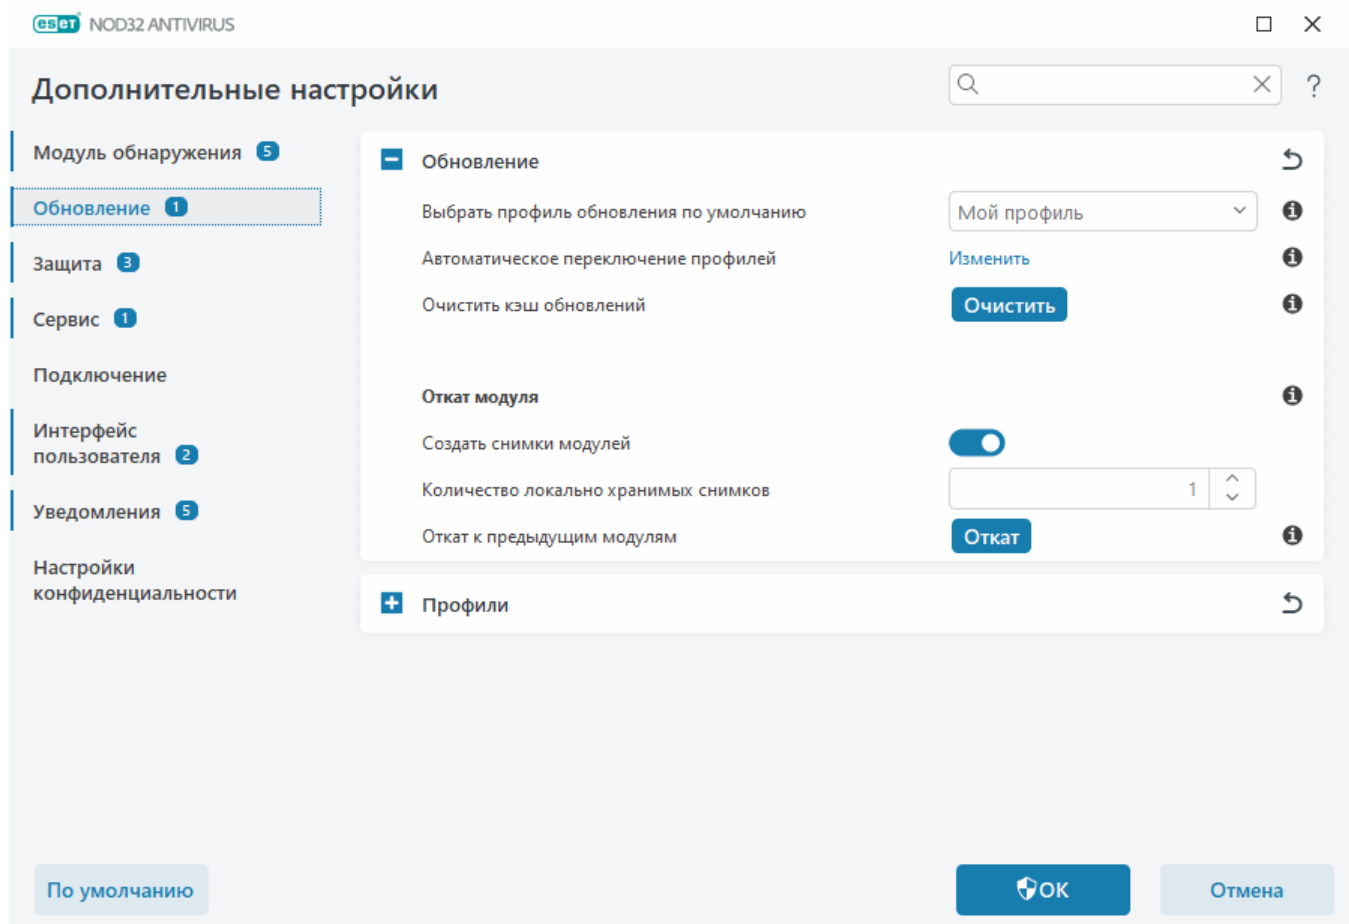 eset NOD32 ANTIVIRUS
Дополнительные настройки
?
Модуль обнаружения 5
Обновление 1
Защита 3
Сервис 1
Подключение
Интерфейс
пользователя 2
Уведомления 5
Настройки
конфиденциальности
Обновление
Выбрать профиль обновления по умолчанию Мой профиль
Автоматическое переключение профилей Изменить
Очистить кэш обновлений Очистить
Откат модуля
Создать снимки модулей
Количество локально хранимых снимков 1
Откат к предыдущим модулям Откат
Профили
По умолчанию
ОК
Отмена